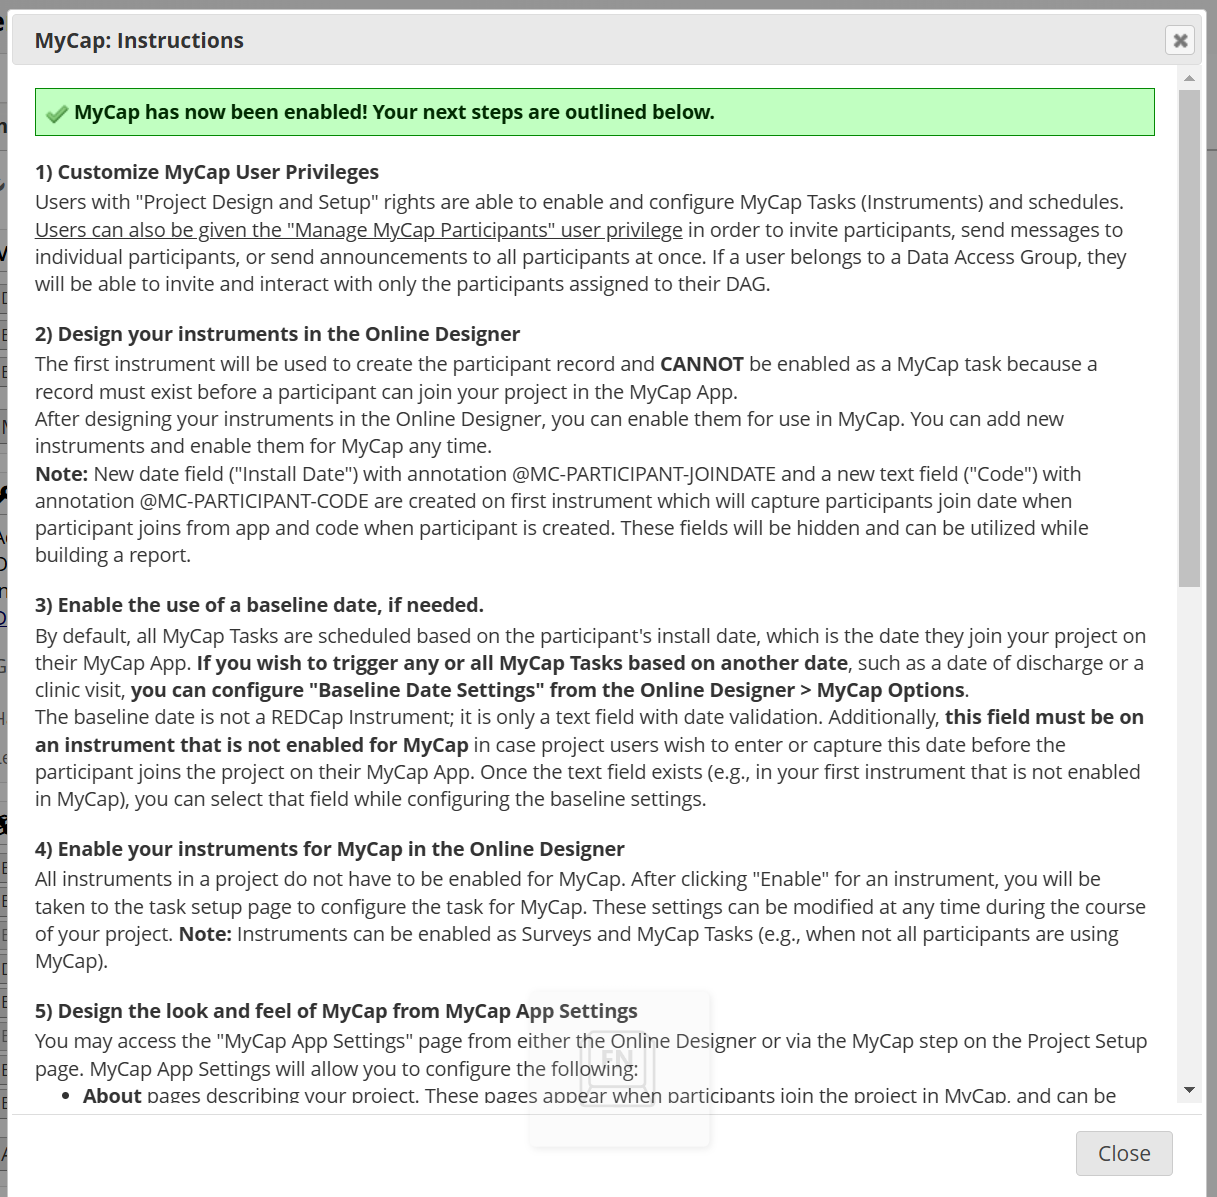 MyCap: Instructions
MyCap has now been enabled! Your next steps are outlined below.
1) Customize MyCap User Privileges
Users with "Project Design and Setup" rights are able to enable and configure MyCap Tasks (Instruments) and schedules.
Users can also be given the "Manage MyCap Participants" user privilege in order to invite participants, send messages to
individual participants, or send announcements to all participants at once. If a user belongs to a Data Access Group, they
will be able to invite and interact with only the participants assigned to their DAG.
2) Design your instruments in the Online Designer
The first instrument will be used to create the participant record and CANNOT be enabled as a MyCap task because a
record must exist before a participant can join your project in the MyCap App.
After designing your instruments in the Online Designer, you can enable them for use in MyCap. You can add new
instruments and enable them for MyCap any time.
Note: New date field ("Install Date") with annotation @MC-PARTICIPANT-JOINDATE and a new text field ("Code") with
annotation @MC-PARTICIPANT-CODE are created on first instrument which will capture participants join date when
participant joins from app and code when participant is created. These fields will be hidden and can be utilized while
building a report.
3) Enable the use of a baseline date, if needed.
By default, all MyCap Tasks are scheduled based on the participant's install date, which is the date they join your project on
their MyCap App. If you wish to trigger any or all MyCap Tasks based on another date, such as a date of discharge or a
clinic visit, you can configure "Baseline Date Settings" from the Online Designer > MyCap Options.
The baseline date is not a REDCap Instrument; it is only a text field with date validation. Additionally, this field must be on
an instrument that is not enabled for MyCap in case project users wish to enter or capture this date before the
participant joins the project on their MyCap App. Once the text field exists (e.g., in your first instrument that is not enabled
in MyCap), you can select that field while configuring the baseline settings.
4) Enable your instruments for MyCap in the Online Designer
All instruments in a project do not have to be enabled for MyCap. After clicking "Enable" for an instrument, you will be
taken to the task setup page to configure the task for MyCap. These settings can be modified at any time during the course
of your project. Note: Instruments can be enabled as Surveys and MyCap Tasks (e.g., when not all participants are using
MyCap).
5) Design the look and feel of MyCap from MyCap App Settings
You may access the "MyCap App Settings" page from either the Online Designer or via the MyCap step on the Project Setup
page. MyCap App Settings will allow you to configure the following:
• About pages describing your project. These pages appear when participants join the project in MyCap, and can be
FN
Close